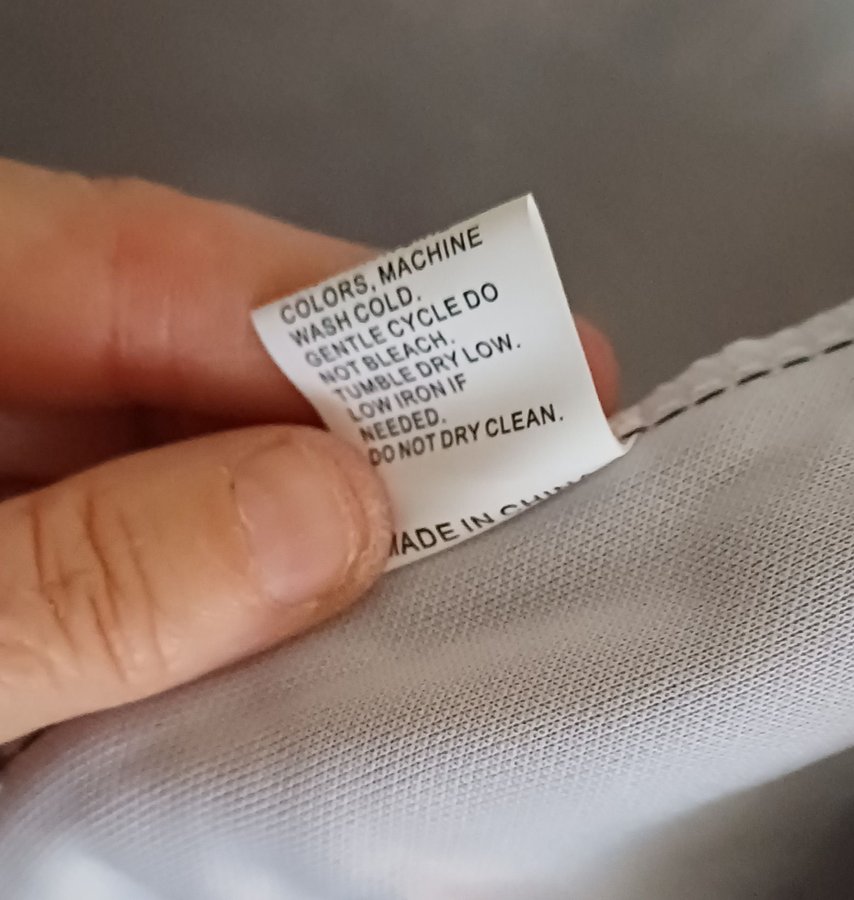 COLORS, MACHINE
WASH COLD.
GENTLE CYCLE DO
NOT BLEACH.
TUMBLE DRY LOW.
LOW IRON IF
NEEDED.
DO NOT DRY CLEAN.
MADE IN CHINA